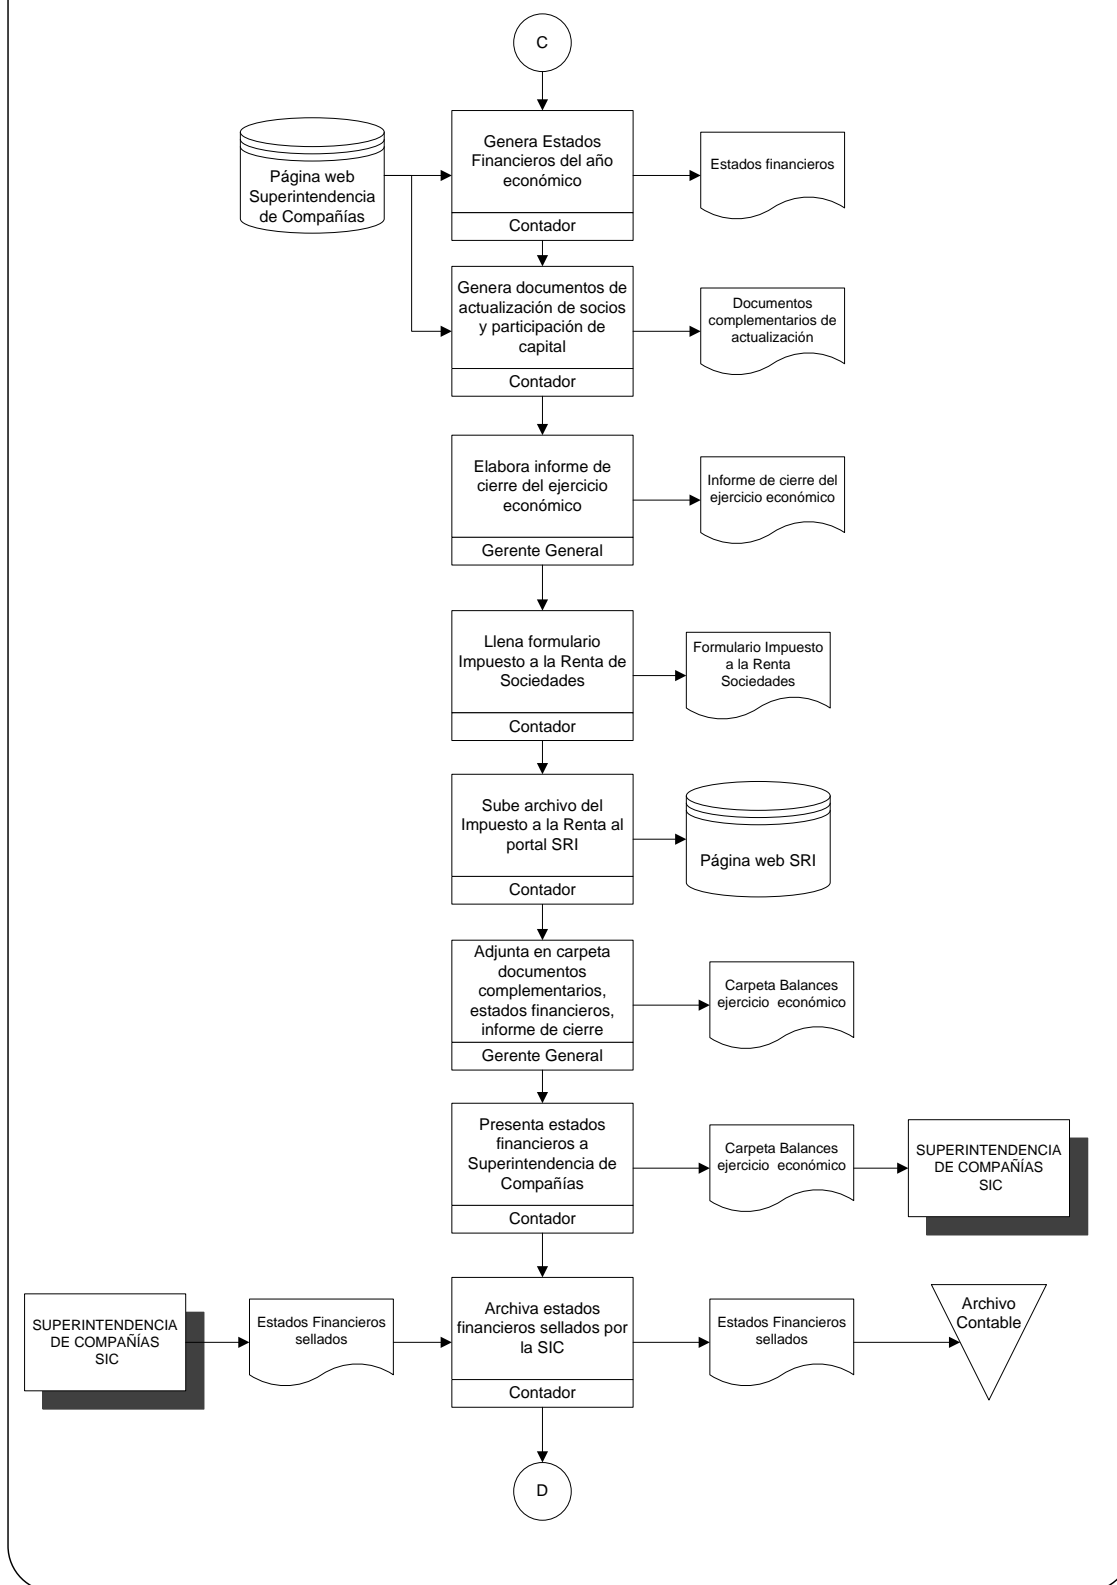 C
Genera Estados
Financieros del año
económico
Contador
Página web
Superintendencia
de Compañías
Estados financieros
Genera documentos de
actualización de socios
y participación de
capital
Contador
Documentos
complementarios de
actualización
Elabora informe de
cierre del ejercicio
económico
Gerente General
Informe de cierre del
ejercicio económico
Llena formulario
Impuesto a la Renta de
Sociedades
Contador
Formulario Impuesto
a la Renta
Sociedades
Sube archivo del
Impuesto a la Renta al
portal SRI
Contador
Página web SRI
Adjunta en carpeta
documentos
complementarios,
estados financieros,
informe de cierre
Gerente General
Carpeta Balances
ejercicio  económico
Presenta estados
financieros a
Superintendencia de
Compañías
Contador
Carpeta Balances
ejercicio  económico
SUPERINTENDENCIA
DE COMPAÑÍAS
SIC
SUPERINTENDENCIA
DE COMPAÑÍAS
SIC
Estados Financieros
sellados
Archiva estados
financieros sellados por
la SIC
Contador
Estados Financieros
sellados
Archivo
Contable
D